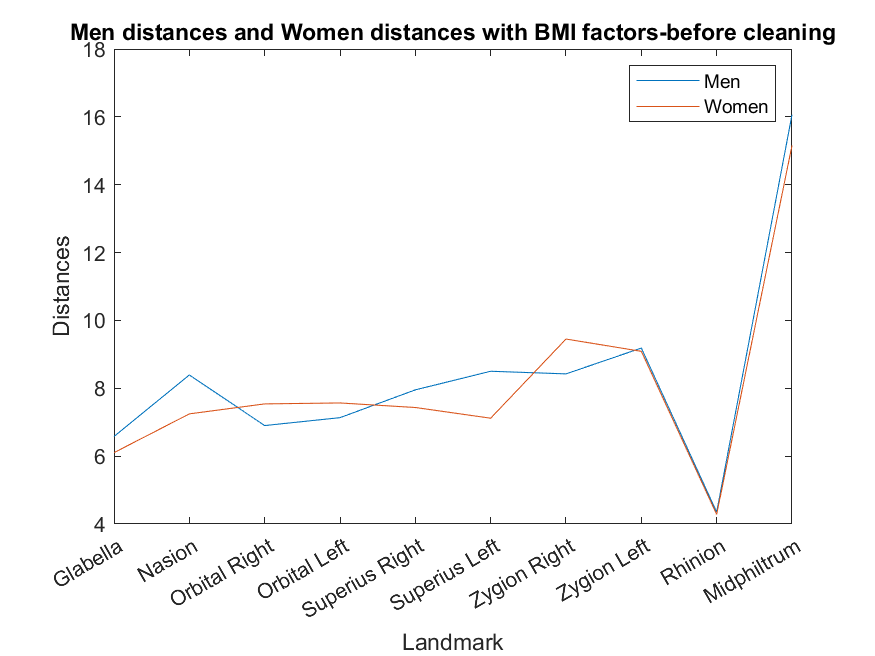 Men distances and Women distances with BMI factors-before cleaning
18
16
14
12
10
8
6
4
Distances
Men
Women
Glabella
Nasion
Orbital Right
Orbital Left
Superius Right
Superius Left
Zygion Right
Zygion Left
Rhinion
Midphiltrum
Landmark